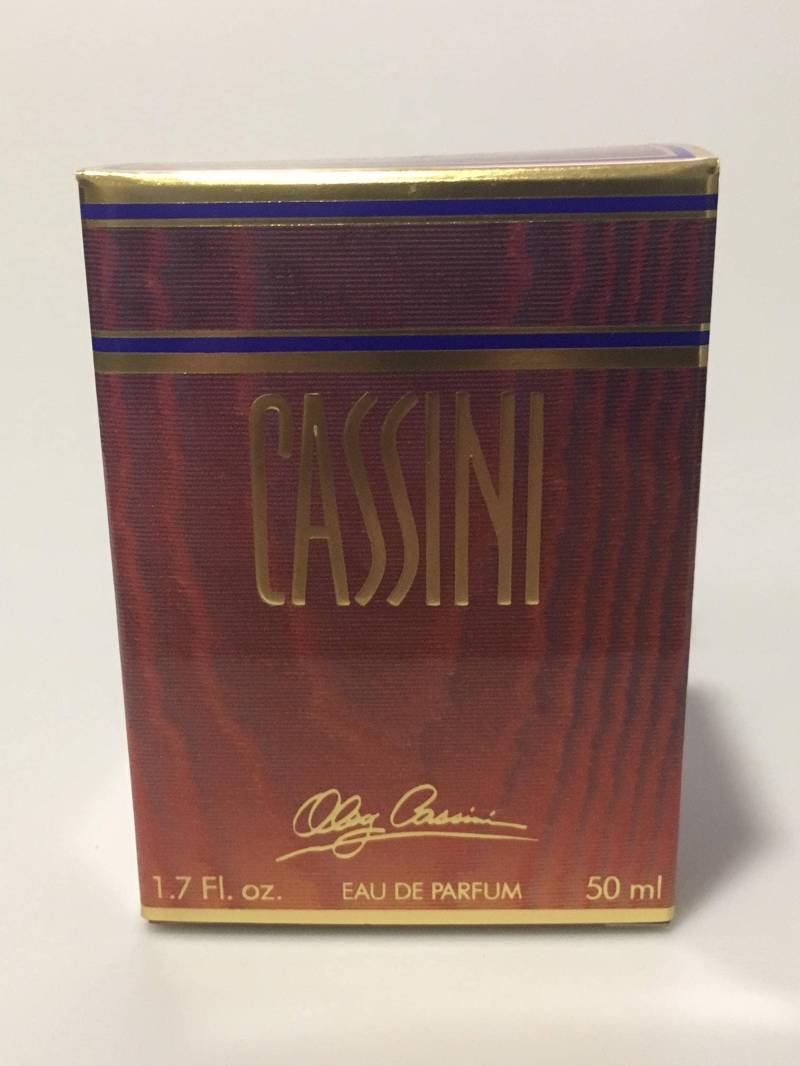 CASSINI
Oleg Cassini
1.7 Fl. oz. EAU DE PARFUM 50 ml